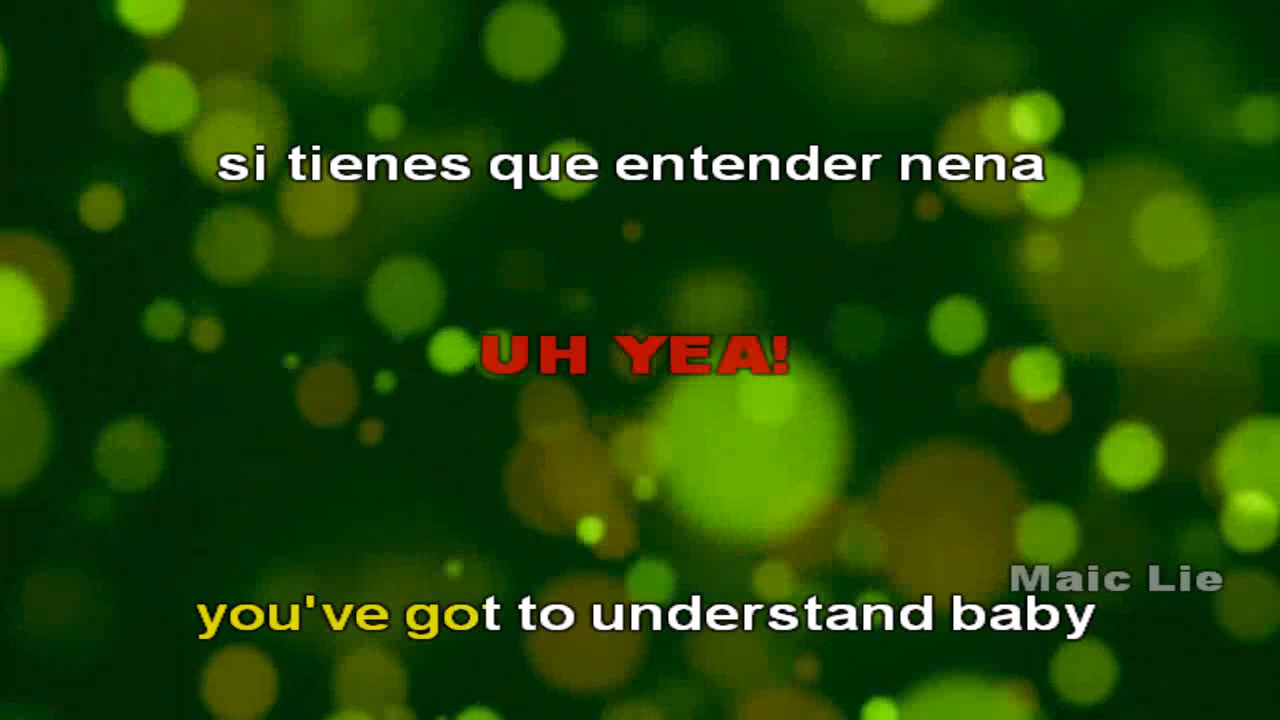 si tienes que entender nena
UH YEA!
Maic Lie
you've got to understand baby